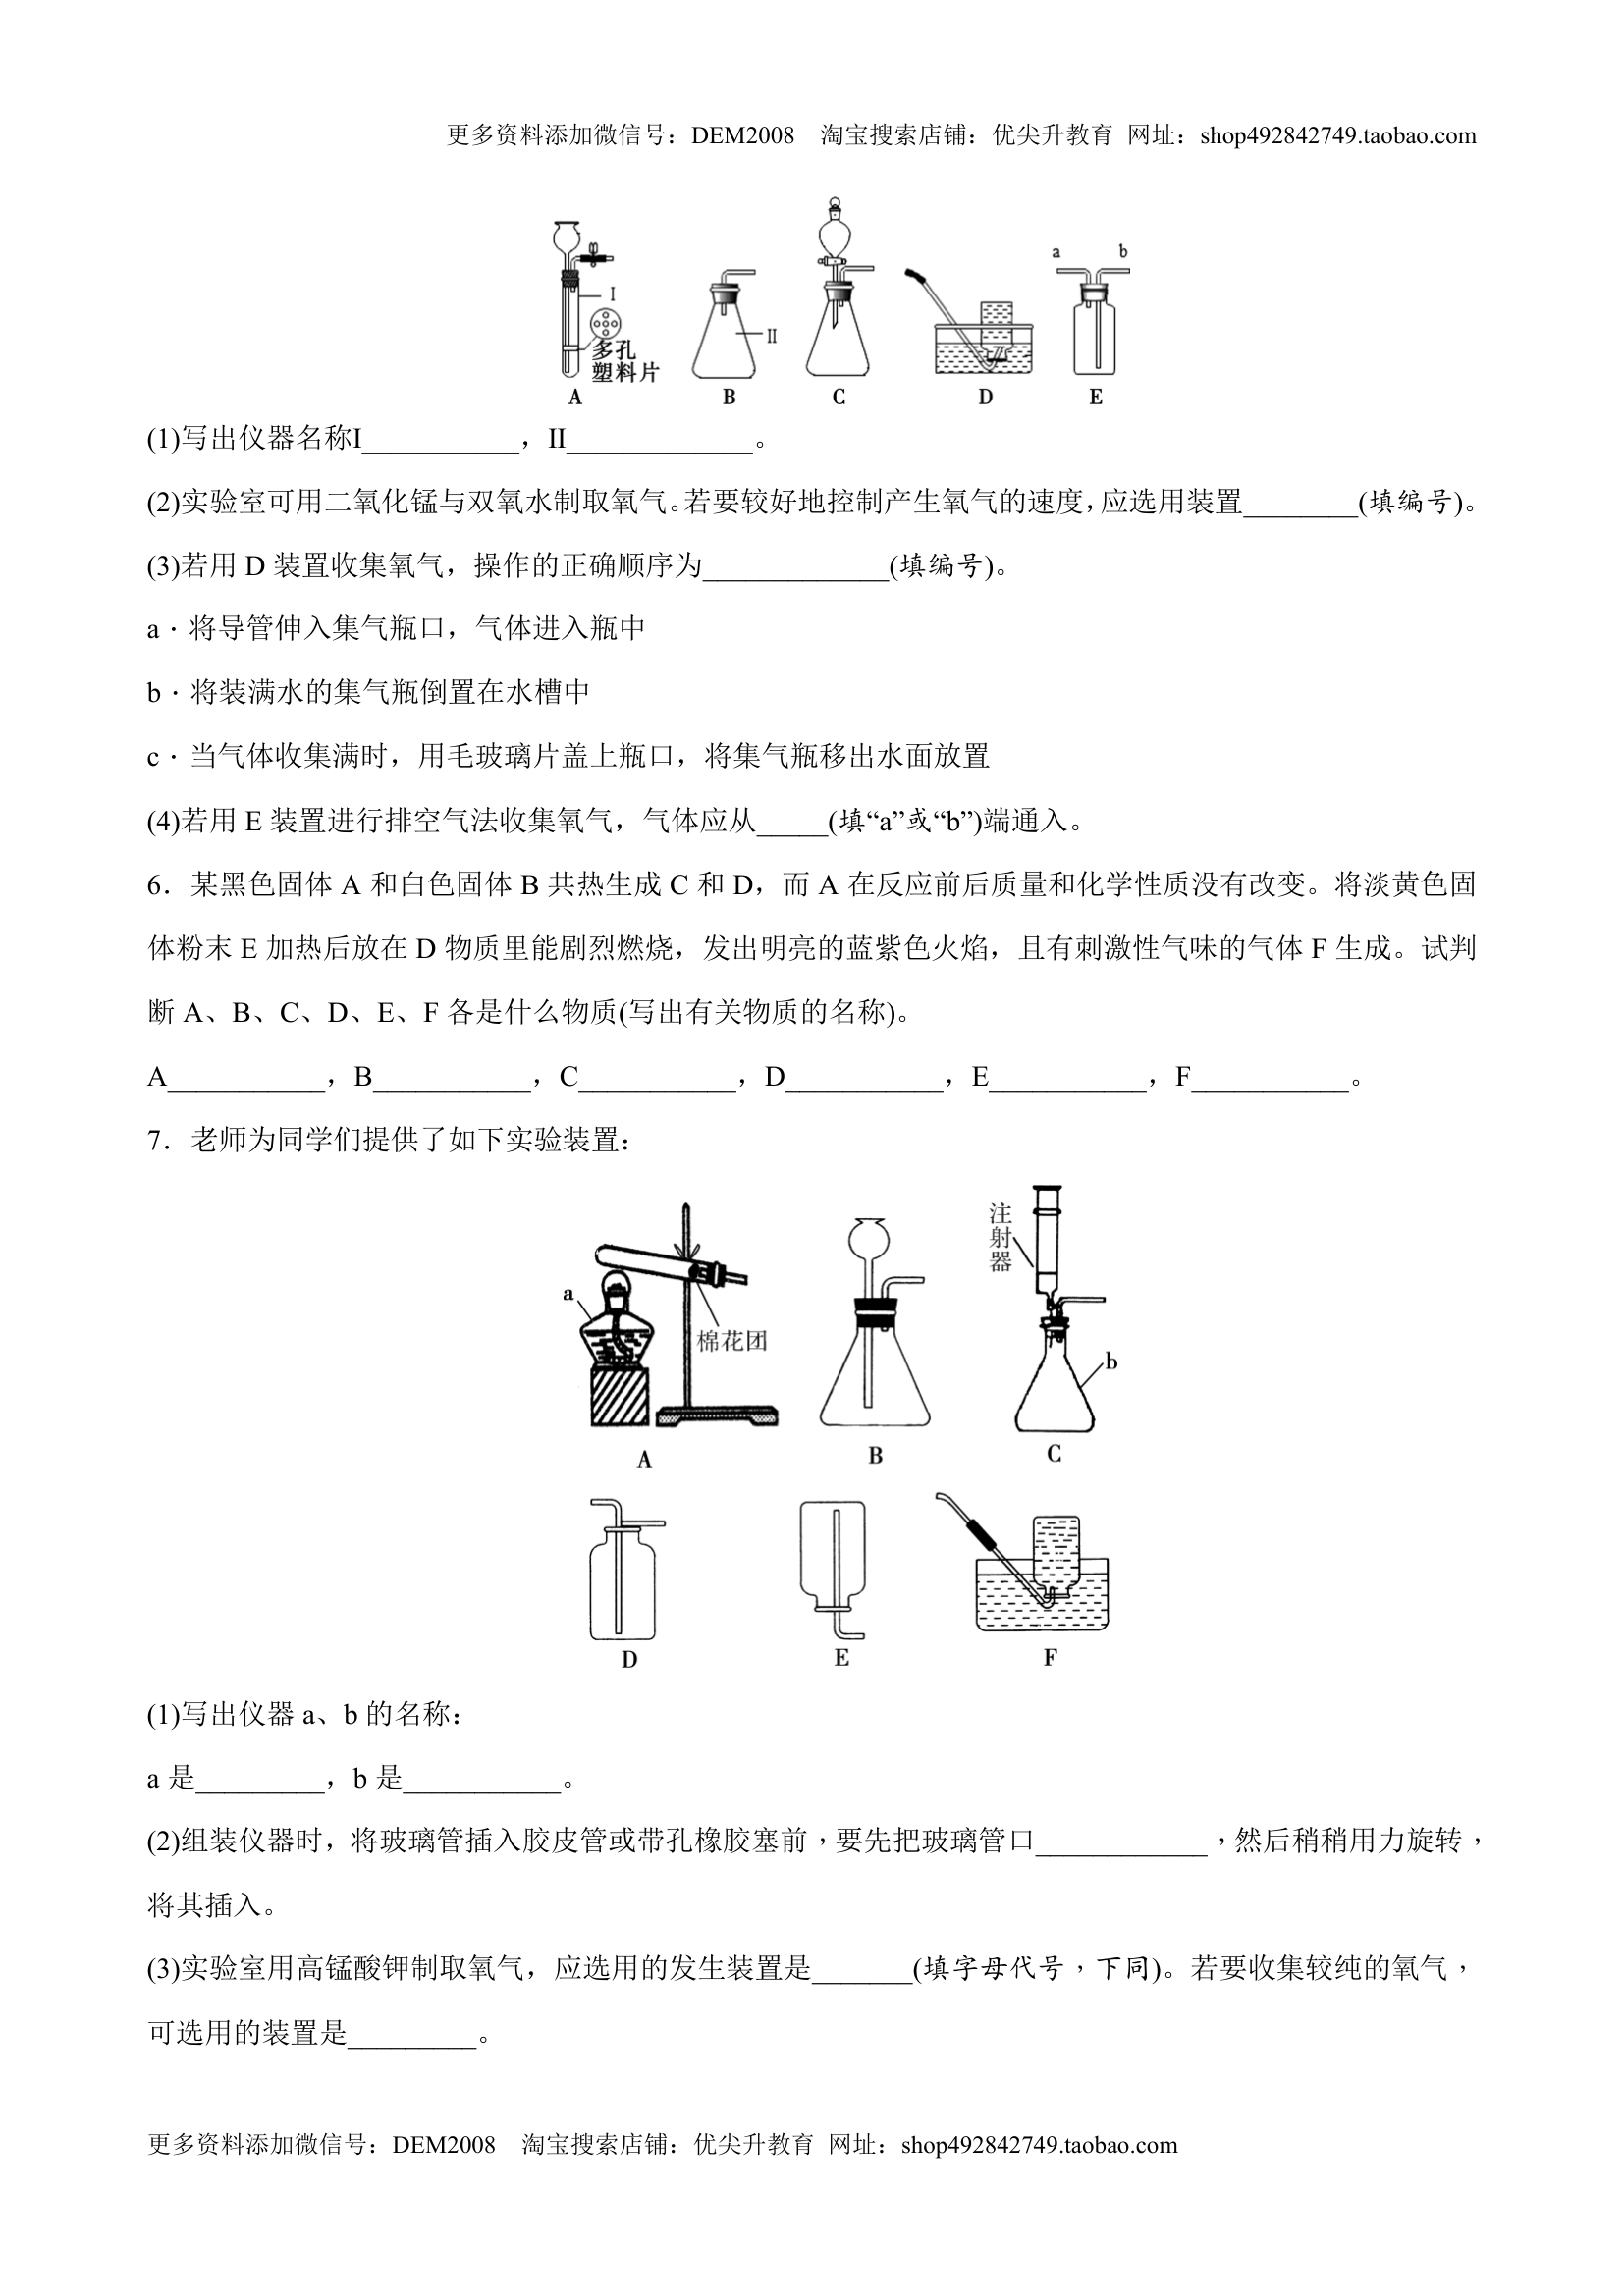 更多资料添加微信号：DEM2008    淘宝搜索店铺：优尖升教育  网址：shop492842749.taobao.com
a b
I II
多孔
塑料片
A B C D E
(1)写出仪器名称I___________，II_____________。
(2)实验室可用二氧化锰与双氧水制取氧气。若要较好地控制产生氧气的速度，应选用装置________(填编号)。
(3)若用 D 装置收集氧气，操作的正确顺序为_____________(填编号)。
a．将导管伸入集气瓶口，气体进入瓶中
b．将装满水的集气瓶倒置在水槽中
c．当气体收集满时，用毛玻璃片盖上瓶口，将集气瓶移出水面放置
(4)若用 E 装置进行排空气法收集氧气，气体应从_____(填“a”或“b”)端通入。
6．某黑色固体 A 和白色固体 B 共热生成 C 和 D，而 A 在反应前后质量和化学性质没有改变。将淡黄色固
体粉末 E 加热后放在 D 物质里能剧烈燃烧，发出明亮的蓝紫色火焰，且有刺激性气味的气体 F 生成。试判
断 A、B、C、D、E、F 各是什么物质(写出有关物质的名称)。
A___________，B___________，C___________，D___________，E___________，F___________。
7．老师为同学们提供了如下实验装置：
注射器
a
棉花团
b
A B C
D E F
(1)写出仪器 a、b 的名称：
a 是_________，b 是___________。
(2)组装仪器时，将玻璃管插入胶皮管或带孔橡胶塞前，要先把玻璃管口____________，然后稍稍用力旋转，
将其插入。
(3)实验室用高锰酸钾制取氧气，应选用的发生装置是_______(填字母代号，下同)。若要收集较纯的氧气，
可选用的装置是_________。
更多资料添加微信号：DEM2008    淘宝搜索店铺：优尖升教育  网址：shop492842749.taobao.com